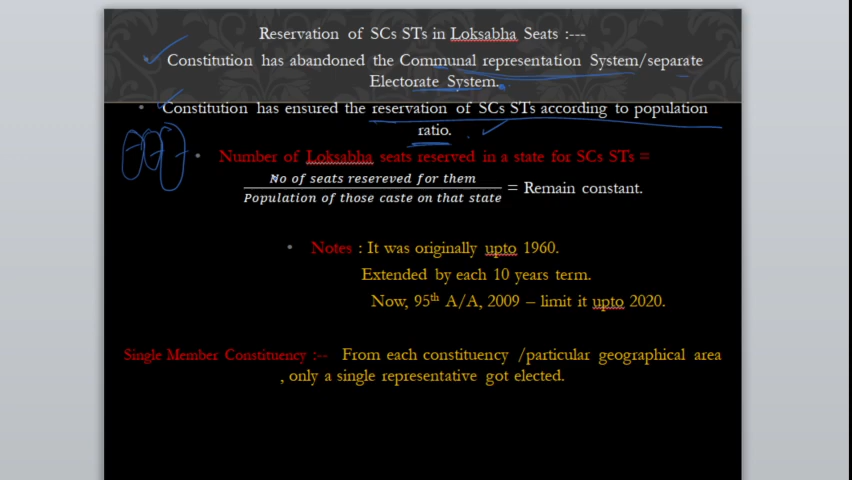 Reservation of SCs STs in Loksabha Seats :---
Constitution has abandoned the Communal representation System/separate
Electorate System.
• Constitution has ensured the reservation of SCs STs according to population
ratio.
• Number of Loksabha seats reserved in a state for SCs STs =
No of seats resereved for them
Population of those caste on that state = Remain constant.
• Notes : It was originally upto 1960.
Extended by each 10 years term.
Now, 95th A/A, 2009 – limit it upto 2020.
Single Member Constituency :-- From each constituency /particular geographical area
, only a single representative got elected.